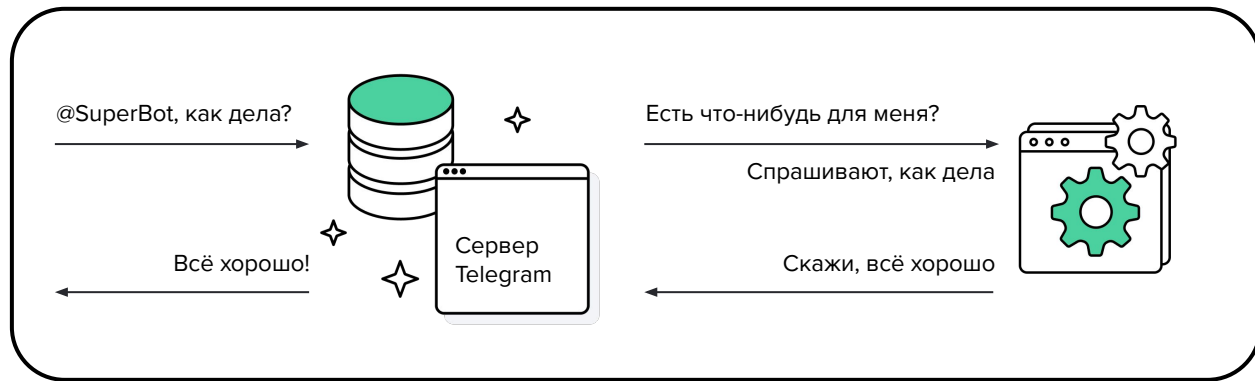 @SuperBot, как дела?
Всё хорошо!
Сервер
Telegram
Есть что-нибудь для меня?
Спрашивают, как дела
Скажи, всё хорошо